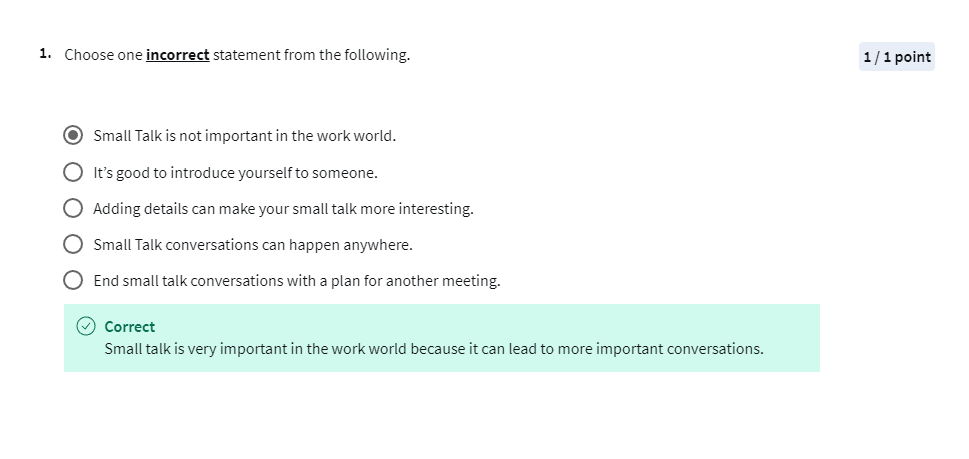 1. Choose one incorrect statement from the following.
1 / 1 point
Small Talk is not important in the work world.
It’s good to introduce yourself to someone.
Adding details can make your small talk more interesting.
Small Talk conversations can happen anywhere.
End small talk conversations with a plan for another meeting.
Correct
Small talk is very important in the work world because it can lead to more important conversations.